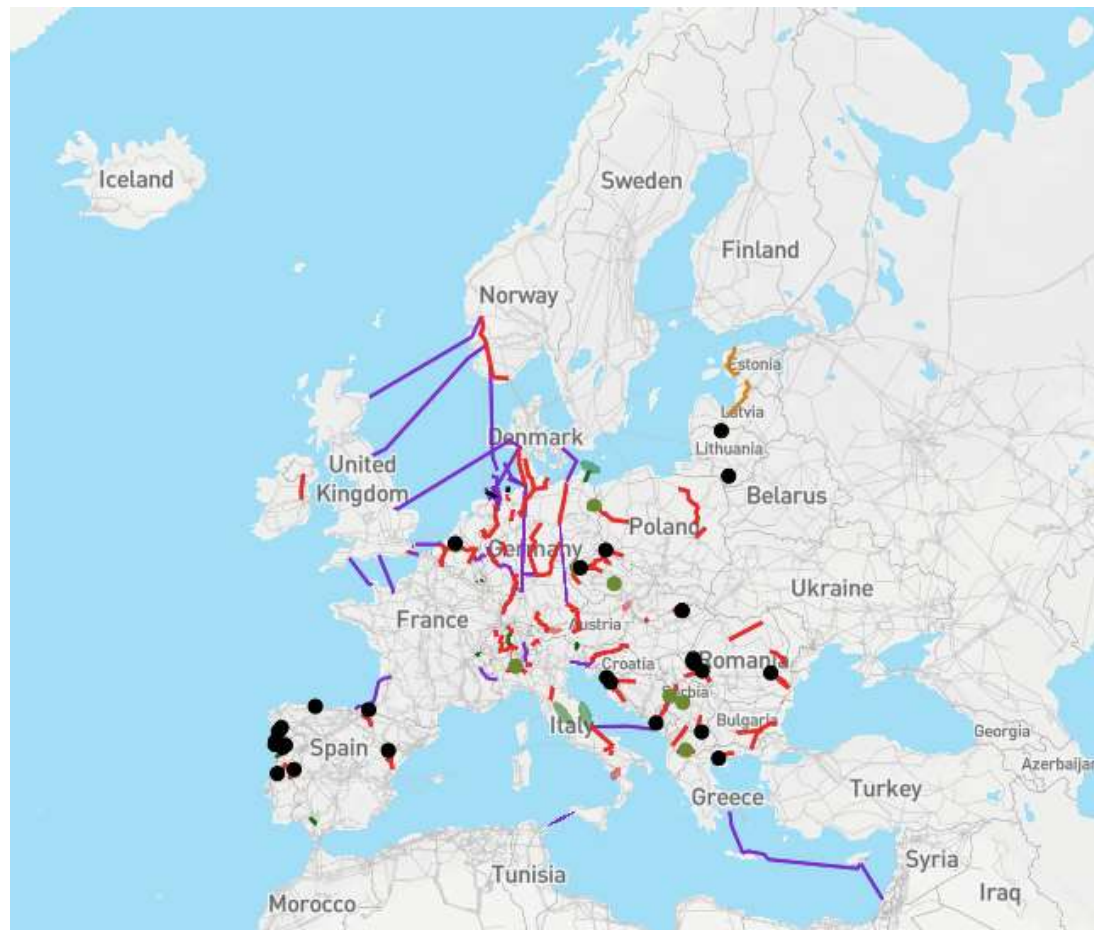 Iceland
Sweden
Finland
Norway
Estonia
Latvia
Denmark
Lithuania
United
Kingdom
Belarus
Poland
Germany
Ukraine
France
Austria
Croatia
Romania
Serbia
Italy
Bulgaria
Spain
Georgia
Azerbaijan
Greece
Turkey
Syria
Tunisia
Iraq
Morocco